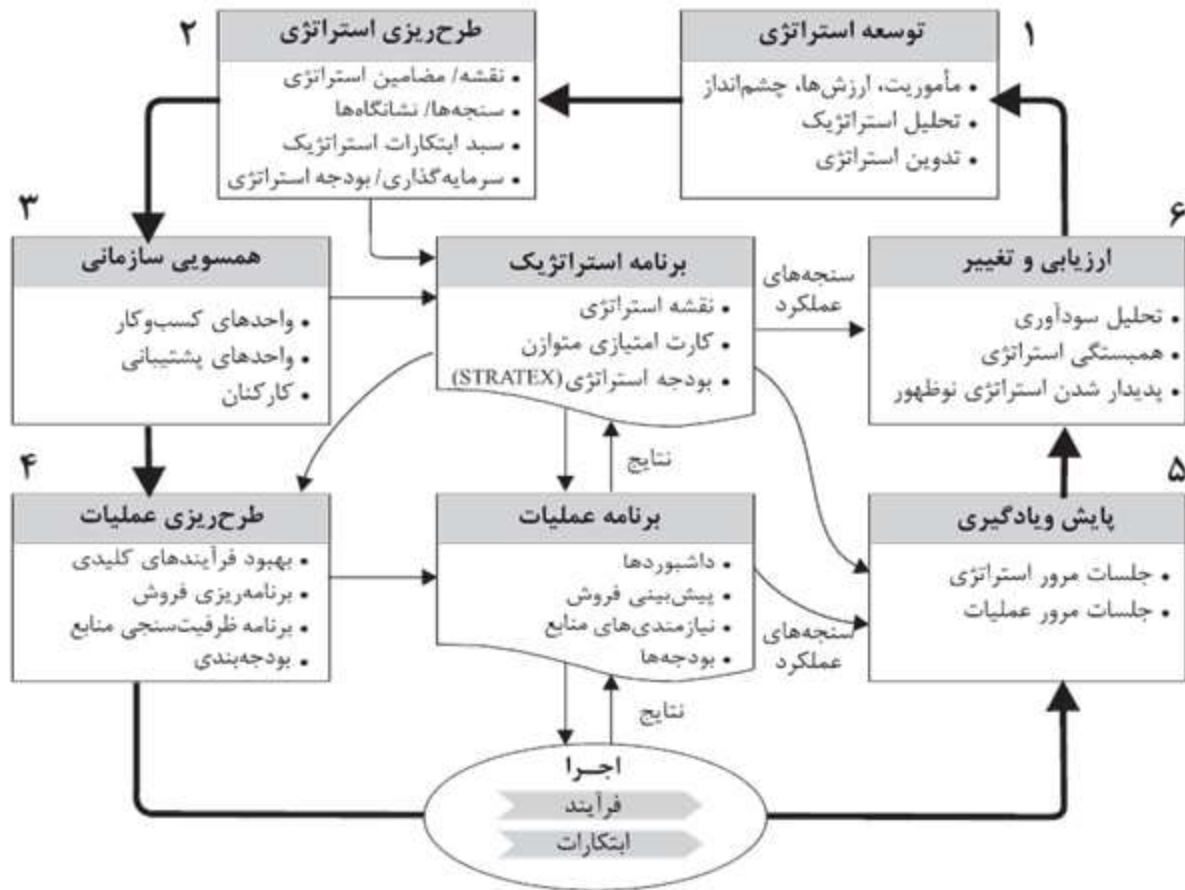 ۱
توسعه استراتژی
• مأموریت، ارزش‌ها، چشم‌انداز
• تحلیل استراتژیک
• تدوین استراتژی
۲
طرح‌ریزی استراتژی
• نقشه/ مضامین استراتژی
• سنجه‌ها/ نشانگاه‌ها
• سبد ابتکارات استراتژیک
• سرمایه‌گذاری/ بودجه استراتژی
۳
همسویی سازمانی
• واحدهای کسب‌وکار
• واحدهای پشتیبانی
• کارکنان
برنامه استراتژیک
• نقشه استراتژی
• کارت امتیازی متوازن
• بودجه استراتژی (STRATEX)
سنجه‌های
عملکرد
۶
ارزیابی و تغییر
• تحلیل سودآوری
• همبستگی استراتژی
• پدیدار شدن استراتژی نوظهور
نتایج
۴
طرح‌ریزی عملیات
• بهبود فرآیندهای کلیدی
• برنامه‌ریزی فروش
• برنامه ظرفیت‌سنجی منابع
• بودجه‌بندی
برنامه عملیات
• داشبوردها
• پیش‌بینی فروش
• نیازمندی‌های منابع
• بودجه‌ها
سنجه‌های
عملکرد
۵
پایش ویادگیری
• جلسات مرور استراتژی
• جلسات مرور عملیات
نتایج
اجـرا
فرآیند
ابتکارات